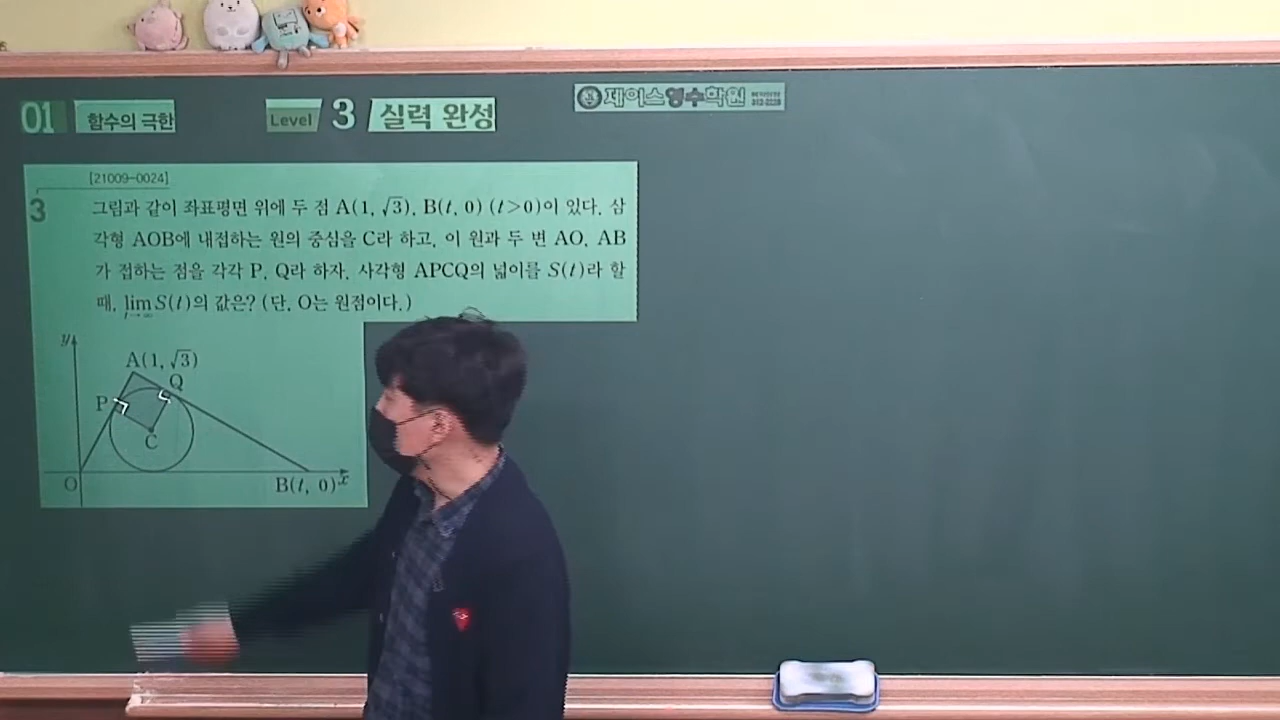 01 함수의 극한 Level 3 실력 완성
제이스영수학원
[21009-0024]
3 그림과 같이 좌표평면 위에 두 점 A(1, √3), B(t, 0) (t>0)이 있다. 삼
각형 AOB에 내접하는 원의 중심을 C라 하고, 이 원과 두 변 AO, AB
가 접하는 점을 각각 P, Q라 하자. 사각형 APCQ의 넓이를 S(t)라 할
때, lim t→∞ S(t)의 값은? (단, O는 원점이다.)
y
A(1, √3)
Q
P
C
O
B(t, 0)
x